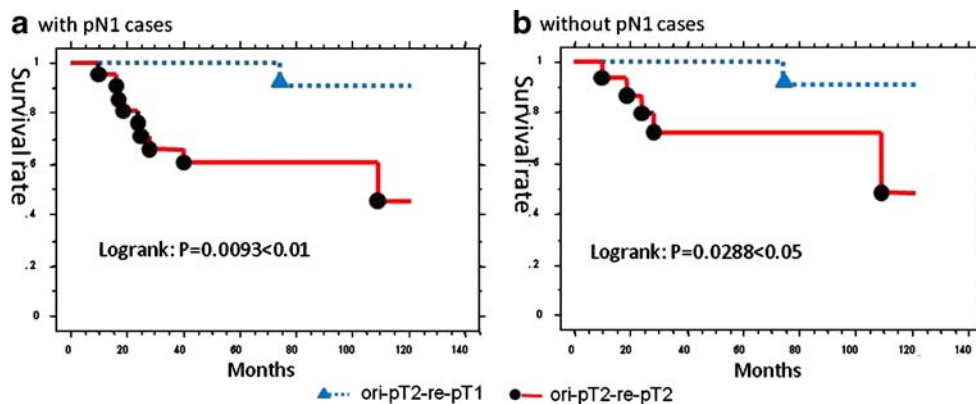 a with pN1 cases
Survival rate
1
.8
.6
.4
.2
0
Logrank: P=0.0093<0.01
0 20 40 60 80 100 120 140
Months
b without pN1 cases
Survival rate
1
.8
.6
.4
.2
0
Logrank: P=0.0288<0.05
0 20 40 60 80 100 120 140
Months
ori-pT2-re-pT1 ori-pT2-re-pT2